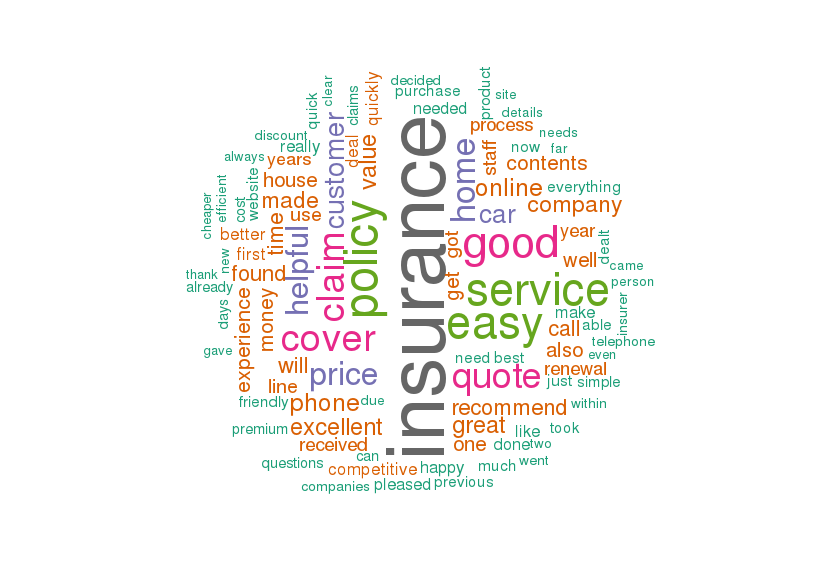 decided
purchase
needed
product
site
details
process
needs
now
far
staff
contents
everything
online
company
home
car
good
year
well
dealt
came
person
got
get
service
easy
insurer
make
able
call
telephone
also
even
need
best
renewal
quote
just
simple
recommend
within
great
like
took
one
done
two
went
happy
much
previous
pleased
insurance
quickly
claims
clear
quick
discount
really
always
years
deal
value
customer
house
website
efficient
cost
cheaper
made
use
time
better
first
policy
claim
helpful
new
thank
already
found
days
experience
money
cover
gave
will
price
line
friendly
phone
due
premium
excellent
received
can
questions
competitive
companies